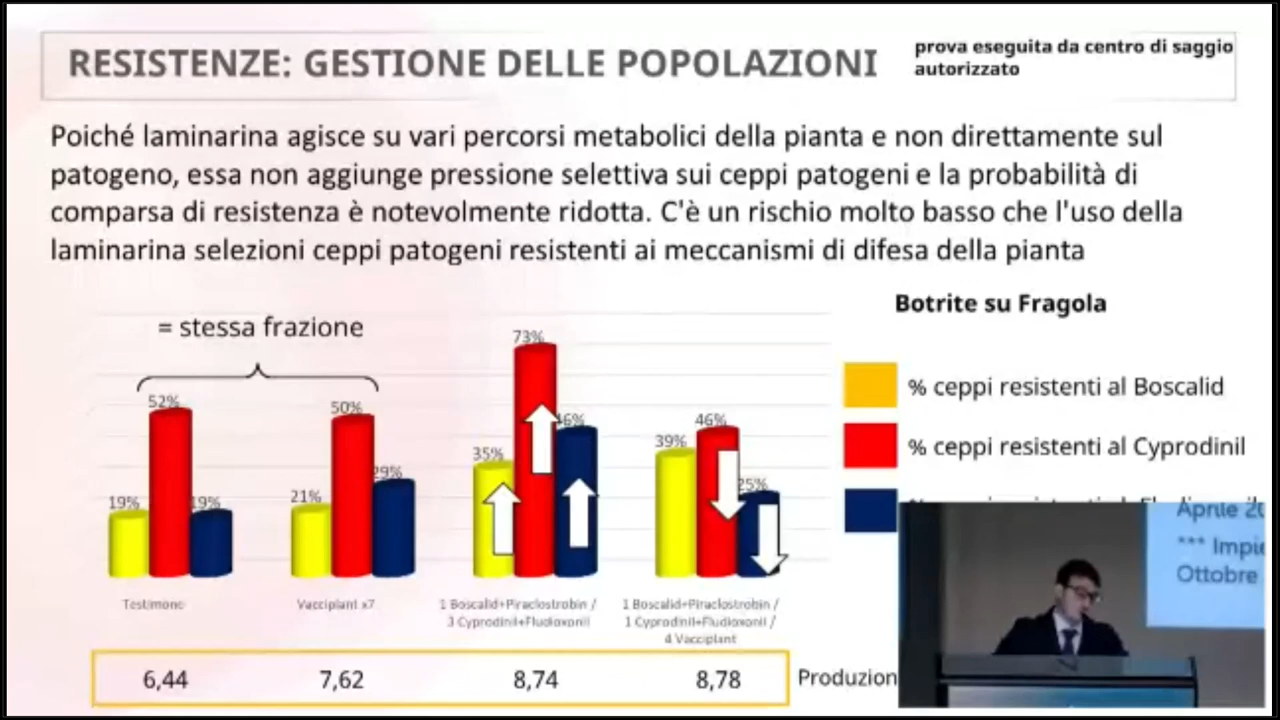 RESISTENZE: GESTIONE DELLE POPOLAZIONI
prova eseguita da centro di saggio
autorizzato
Poiché laminarina agisce su vari percorsi metabolici della pianta e non direttamente sul
patogeno, essa non aggiunge pressione selettiva sui ceppi patogeni e la probabilità di
comparsa di resistenza è notevolmente ridotta. C'è un rischio molto basso che l'uso della
laminarina selezioni ceppi patogeni resistenti ai meccanismi di difesa della pianta
Botrite su Fragola
= stessa frazione
% ceppi resistenti al Boscalid
% ceppi resistenti al Cyprodinil
19%
52%
19%
21%
50%
29%
35%
73%
46%
39%
46%
25%
Testimone
Vacciplant x7
1 Boscalid+Piraclostrobin /
3 Cyprodinil+Fludioxonil
1 Boscalid+Piraclostrobin /
1 Cyprodinil+Fludioxonil /
4 Vacciplant
6,44
7,62
8,74
8,78
Produzion
Aprile 20
*** Impie
Ottobre